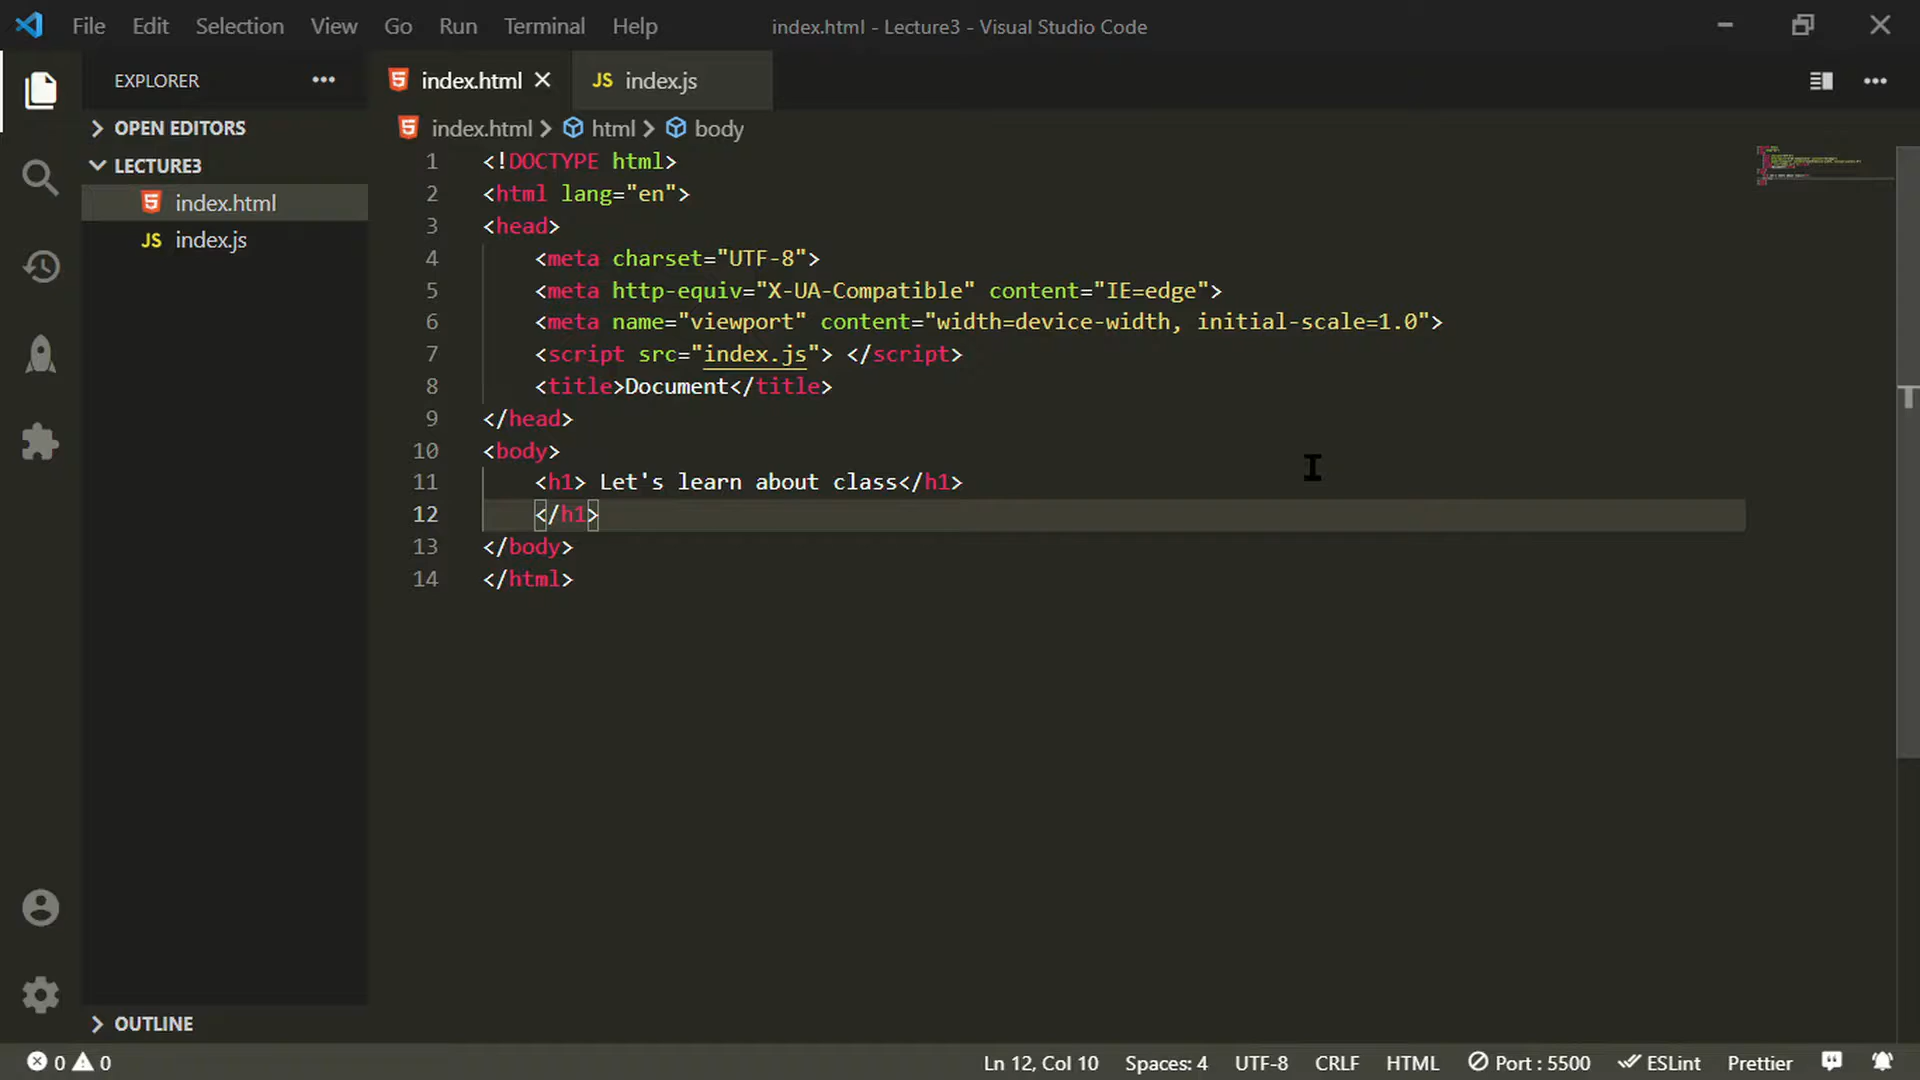 File Edit Selection View Go Run Terminal Help index.html - Lecture3 - Visual Studio Code
EXPLORER
OPEN EDITORS
LECTURE3
index.html
JS index.js
index.html JS index.js
index.html html body
1 <!DOCTYPE html>
2 <html lang="en">
3 <head>
4 <meta charset="UTF-8">
5 <meta http-equiv="X-UA-Compatible" content="IE=edge">
6 <meta name="viewport" content="width=device-width, initial-scale=1.0">
7 <script src="index.js"> </script>
8 <title>Document</title>
9 </head>
10 <body>
11 <h1> Let's learn about class</h1>
12 </h1>
13 </body>
14 </html>
OUTLINE
0 0 Ln 12, Col 10 Spaces: 4 UTF-8 CRLF HTML Port : 5500 ESLint Prettier